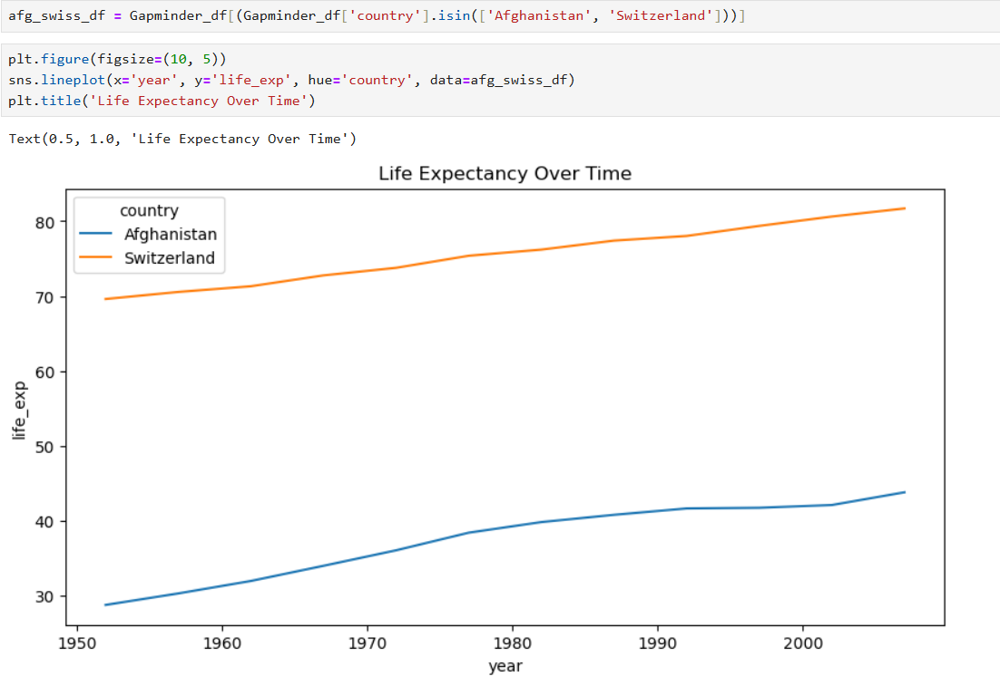 afg_swiss_df = Gapminder_df[(Gapminder_df['country'].isin(['Afghanistan', 'Switzerland']))]
plt.figure(figsize=(10, 5))
sns.lineplot(x='year', y='life_exp', hue='country', data=afg_swiss_df)
plt.title('Life Expectancy Over Time')
Text(0.5, 1.0, 'Life Expectancy Over Time')
Life Expectancy Over Time
country
Afghanistan
Switzerland
80
70
60
50
40
30
life_exp
1950 1960 1970 1980 1990 2000
year